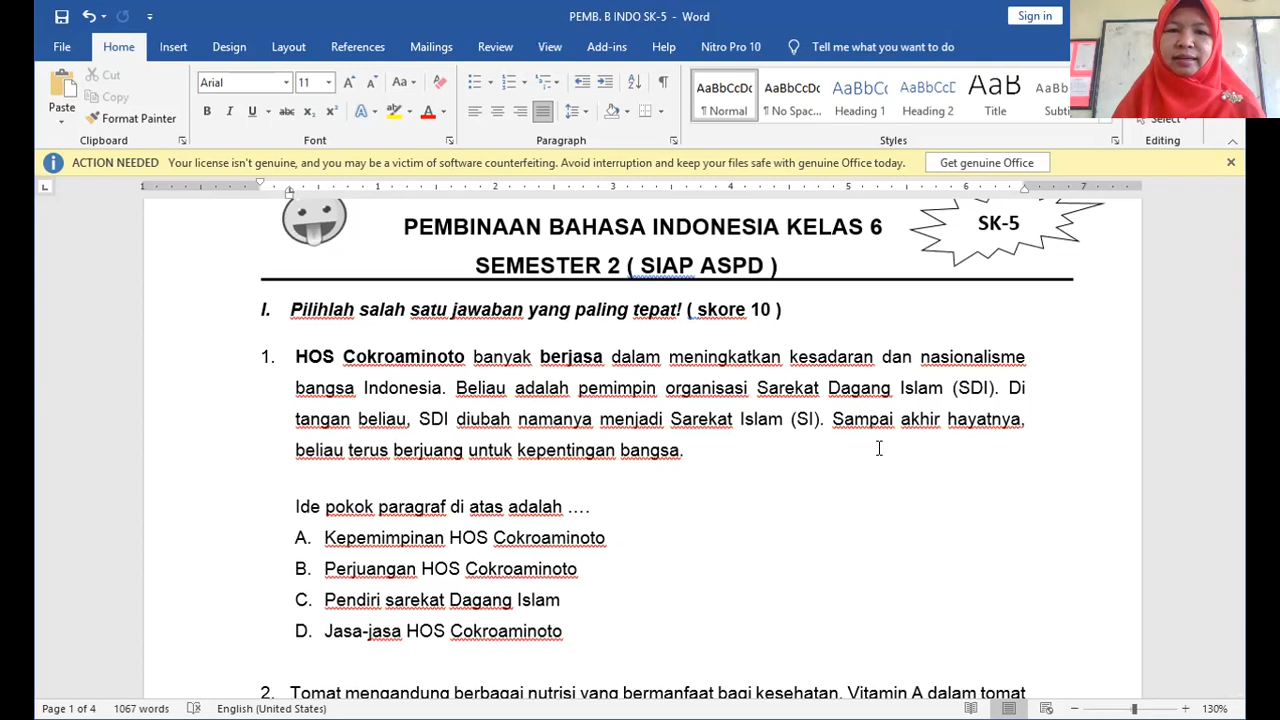 PEMB. B INDO SK-5 - Word
Sign in
File Home Insert Design Layout References Mailings Review View Add-ins Help Nitro Pro 10 Tell me what you want to do
Paste
Cut
Copy
Format Painter
Clipboard
Arial 11
Font
Paragraph
AaBbCcDc AaBbCcDc AaBbCc AaBbCcD AaB
¶ Normal ¶ No Spac... Heading 1 Heading 2 Title
Styles
Editing
ACTION NEEDED Your license isn't genuine, and you may be a victim of software counterfeiting. Avoid interruption and keep your files safe with genuine Office today. Get genuine Office
1 1 2 3 4 5 6 7
PEMBINAAN BAHASA INDONESIA KELAS 6
SK-5
SEMESTER 2 ( SIAP ASPD )
I. Pilihlah salah satu jawaban yang paling tepat! ( skore 10 )
1. HOS Cokroaminoto banyak berjasa dalam meningkatkan kesadaran dan nasionalisme
bangsa Indonesia. Beliau adalah pemimpin organisasi Sarekat Dagang Islam (SDI). Di
tangan beliau, SDI diubah namanya menjadi Sarekat Islam (SI). Sampai akhir hayatnya,
beliau terus berjuang untuk kepentingan bangsa.
Ide pokok paragraf di atas adalah ….
A. Kepemimpinan HOS Cokroaminoto
B. Perjuangan HOS Cokroaminoto
C. Pendiri sarekat Dagang Islam
D. Jasa-jasa HOS Cokroaminoto
2. Tomat mengandung berbagai nutrisi yang bermanfaat bagi kesehatan. Vitamin A dalam tomat
Page 1 of 4 1067 words English (United States) 130%